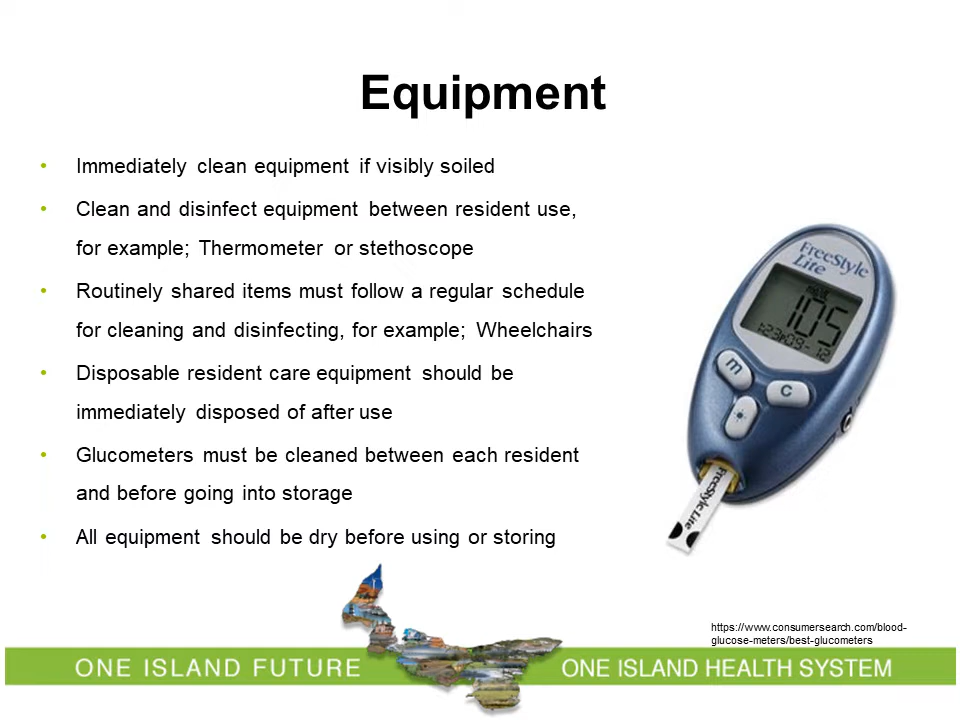 Equipment
• Immediately clean equipment if visibly soiled
• Clean and disinfect equipment between resident use,
for example; Thermometer or stethoscope
• Routinely shared items must follow a regular schedule
for cleaning and disinfecting, for example; Wheelchairs
• Disposable resident care equipment should be
immediately disposed of after use
• Glucometers must be cleaned between each resident
and before going into storage
• All equipment should be dry before using or storing
FreeStyle
Lite
105
m
c
FreeStyle Lite
https://www.consumersearch.com/blood-
glucose-meters/best-glucometers
ONE ISLAND FUTURE
ONE ISLAND HEALTH SYSTEM